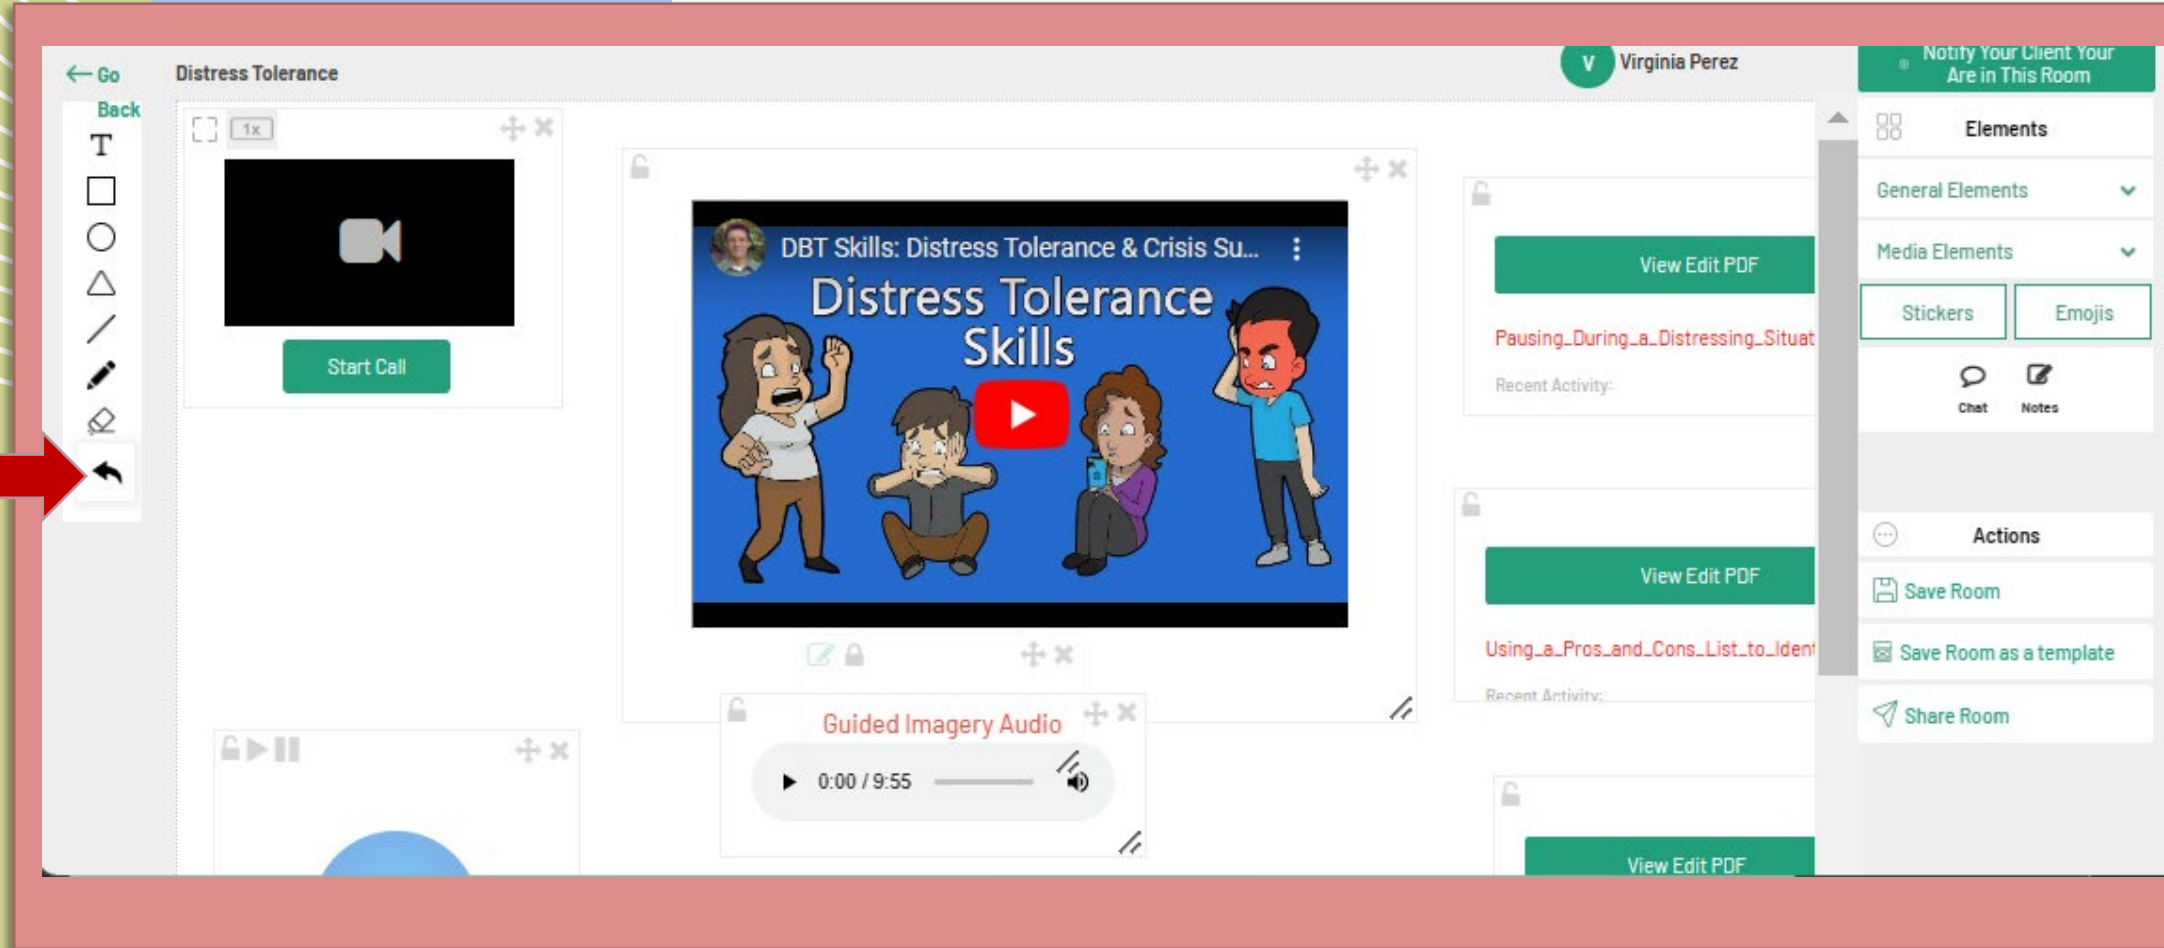 Go
Back
Distress Tolerance
V
Virginia Perez
Notify Your Client Your
Are in This Room
T
1x
Start Call
DBT Skills: Distress Tolerance & Crisis Su...
Distress Tolerance
Skills
View Edit PDF
Pausing_During_a_Distressing_Situat
Recent Activity:
View Edit PDF
Using_a_Pros_and_Cons_List_to_Ident
Recent Activity:
Guided Imagery Audio
0:00 / 9:55
View Edit PDF
Elements
General Elements
Media Elements
Stickers
Emojis
Chat
Notes
Actions
Save Room
Save Room as a template
Share Room